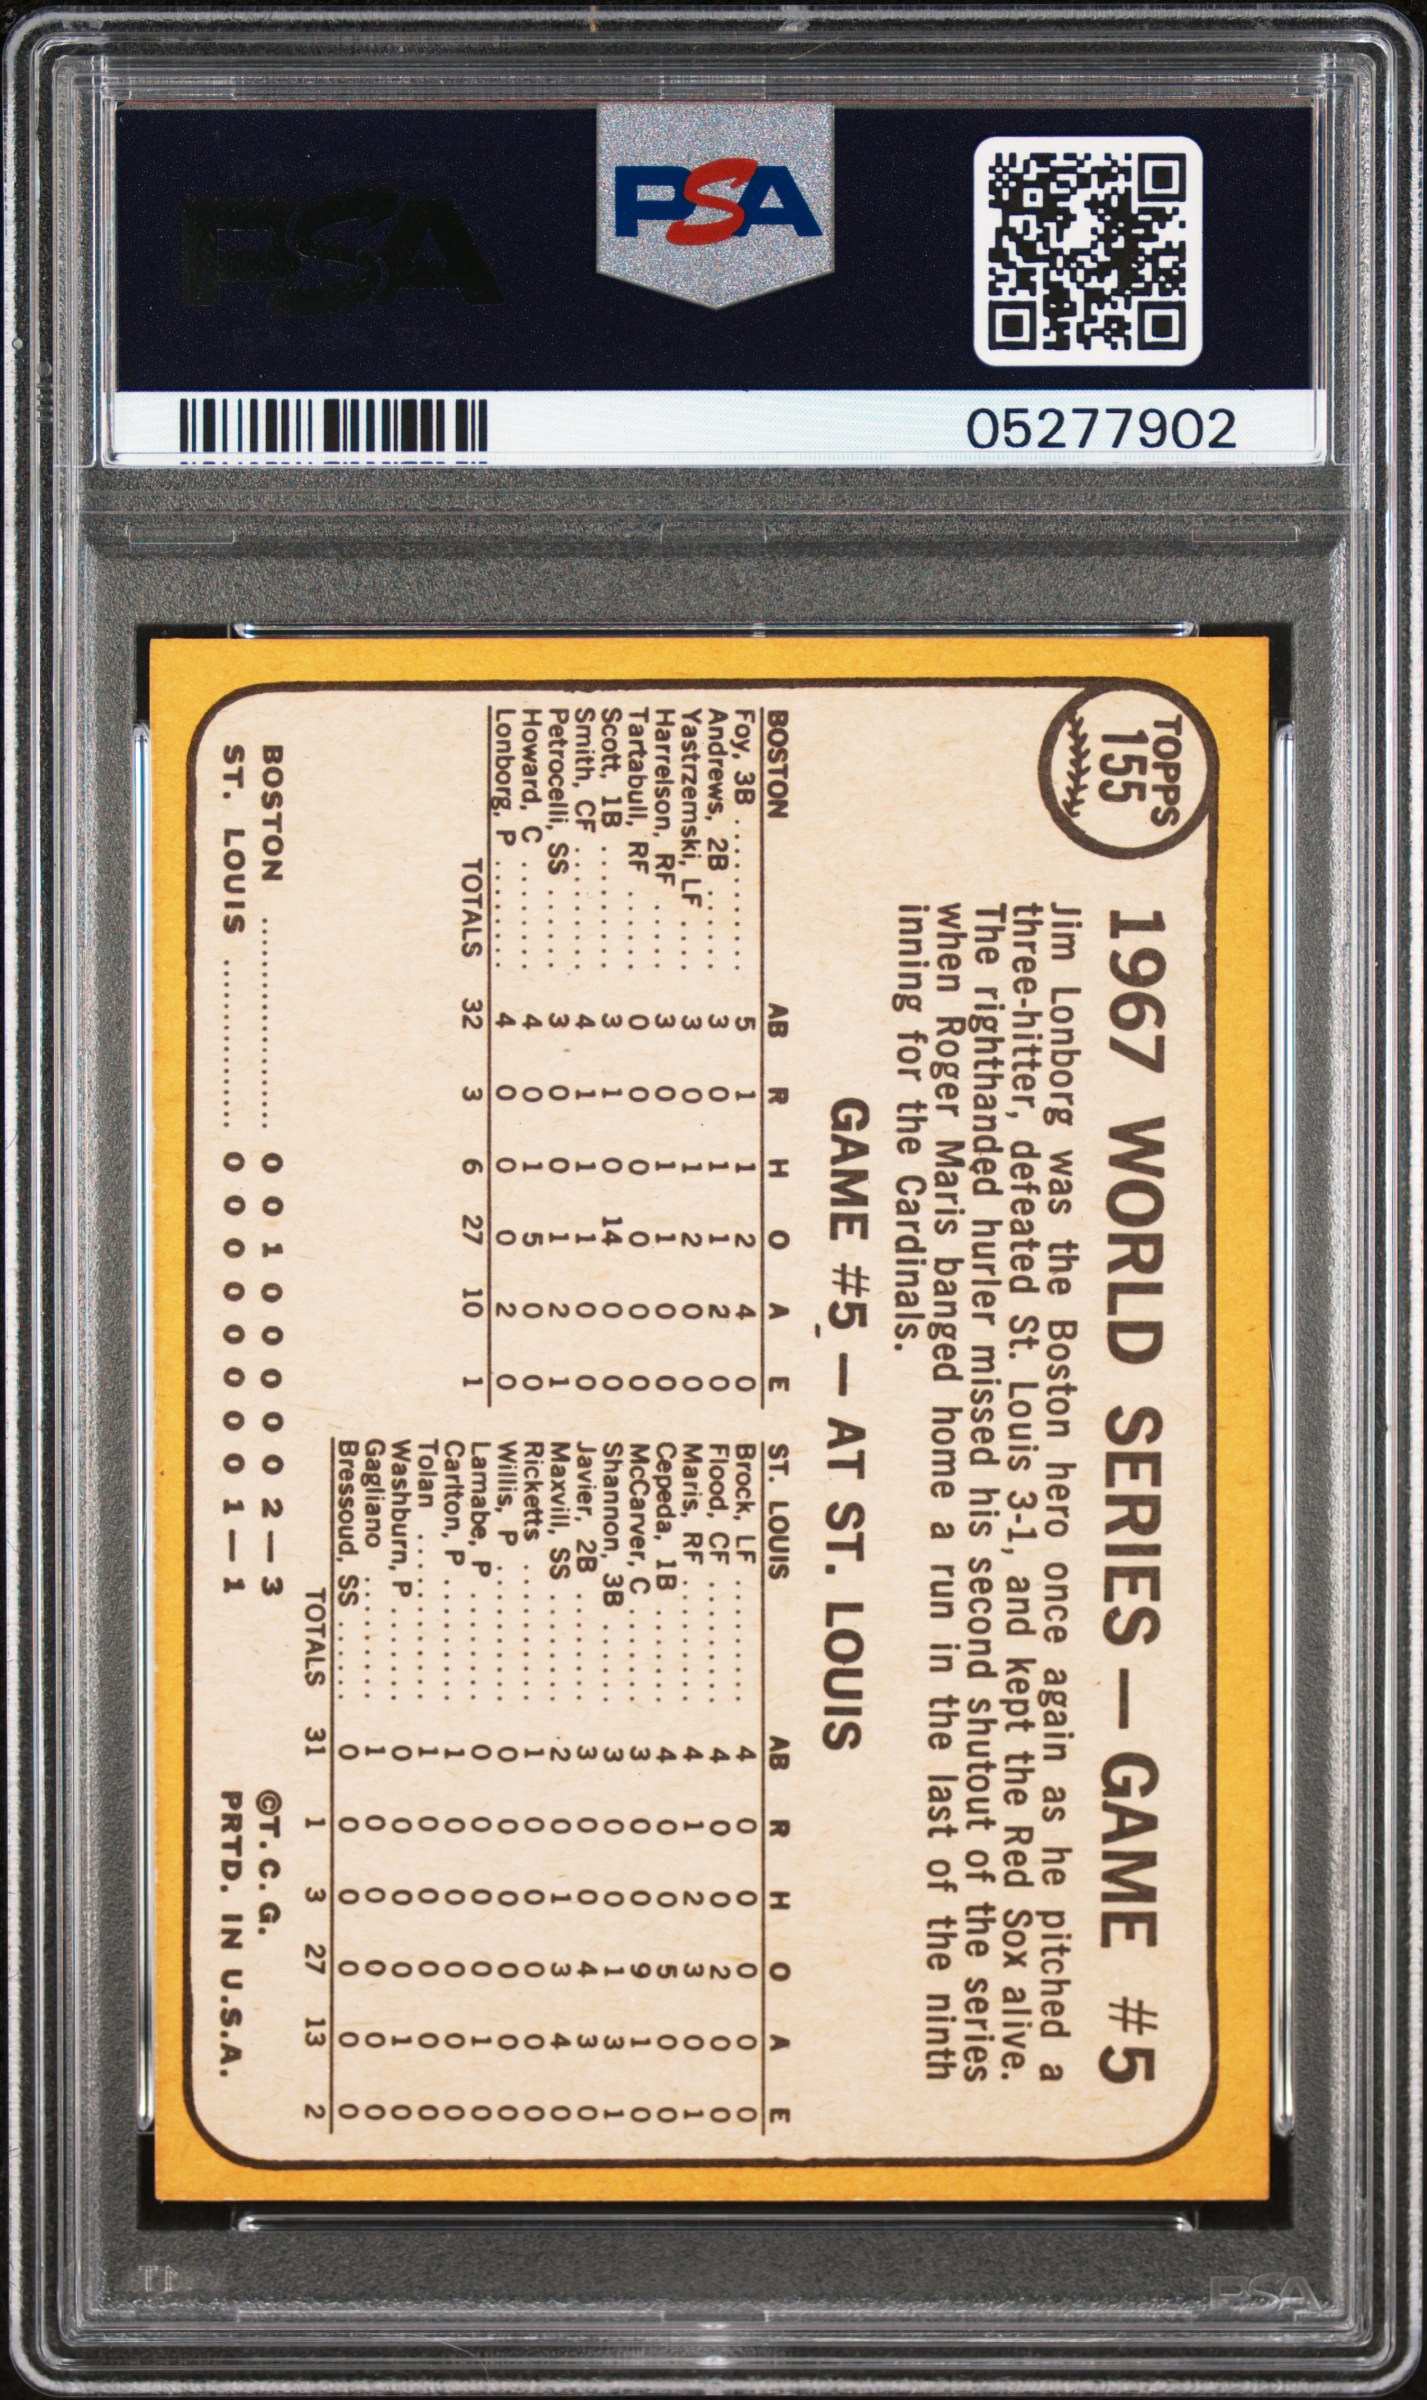 PSA
PSA
05277902
TOPPS
155
1967 WORLD SERIES — GAME #5
Jim Lonborg was the Boston hero once again as he pitched a
three-hitter, defeated St. Louis 3-1, and kept the Red Sox alive.
The righthanded hurler missed his second shutout of the series
when Roger Maris banged home a run in the last of the ninth
inning for the Cardinals.
GAME #5 — AT ST. LOUIS
BOSTON AB R H O A E
Foy, 3B .......... 5 1 1 2 4 0
Andrews, 2B ...... 3 0 1 1 2 0
Yastrzemski, LF .... 3 0 1 2 0 0
Harrelson, RF ..... 3 0 1 1 0 0
Tartabull, RF ...... 0 0 0 0 0 0
Scott, 1B ......... 3 1 0 14 0 0
Smith, CF ......... 4 1 1 1 0 0
Petrocelli, SS ...... 3 0 0 1 2 1
Howard, C ........ 4 0 1 5 0 0
Lonborg, P ........ 4 0 0 0 2 0
TOTALS 32 3 6 27 10 1
ST. LOUIS AB R H O A E
Brock, LF ......... 4 0 0 0 0 0
Flood, CF ......... 4 0 0 2 0 0
Maris, RF ......... 4 1 2 3 0 1
Cepeda, 1B ........ 4 0 0 5 0 0
McCarver, C ....... 3 0 0 9 1 0
Shannon, 3B ...... 3 0 0 1 3 1
Javier, 2B ......... 3 0 0 4 3 0
Maxvill, SS ........ 2 0 1 3 4 0
Ricketts .......... 1 0 0 0 0 0
Willis, P .......... 0 0 0 0 0 0
Lamabe, P ........ 0 0 0 0 1 0
Carlton, P ......... 1 0 0 0 0 0
Tolan ............ 1 0 0 0 0 0
Washburn, P ....... 0 0 0 0 1 0
Gagliano ......... 1 0 0 0 0 0
Bressoud, SS ...... 0 0 0 0 0 0
TOTALS 31 1 3 27 13 2
BOSTON .................... 0 0 1 0 0 0 0 0 2 — 3
ST. LOUIS ................ 0 0 0 0 0 0 0 0 1 — 1
©T.C.G.
PRTD. IN U.S.A.
PSA